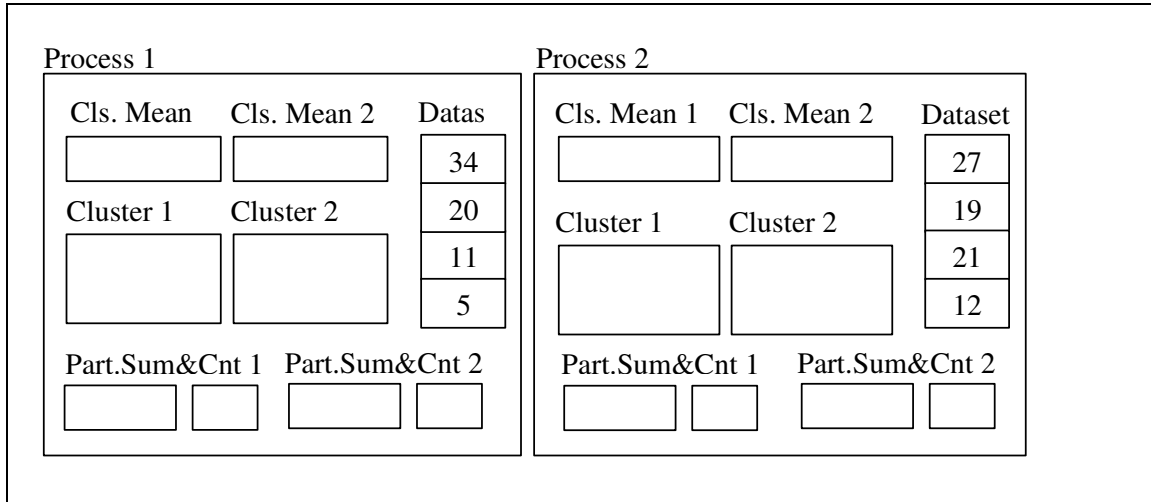 Process 1
Cls. Mean Cls. Mean 2 Datas
34
20
11
5
Cluster 1 Cluster 2
Part.Sum&Cnt 1 Part.Sum&Cnt 2
Process 2
Cls. Mean 1 Cls. Mean 2 Dataset
27
19
21
12
Cluster 1 Cluster 2
Part.Sum&Cnt 1 Part.Sum&Cnt 2